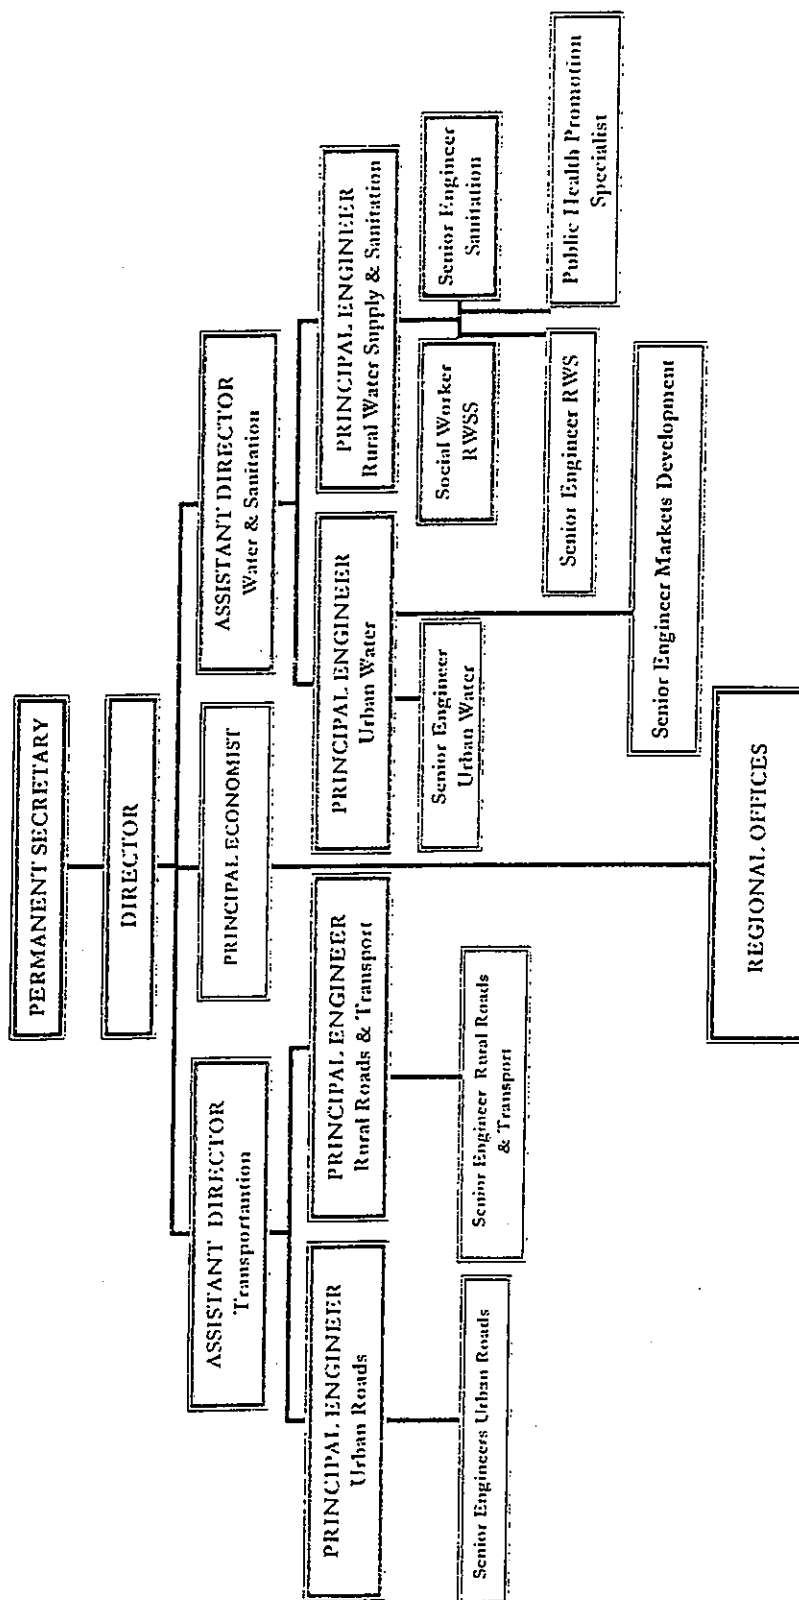 PERMANENT SECRETARY
DIRECTOR
ASSISTANT DIRECTOR
Transportantion
PRINCIPAL ECONOMIST
ASSISTANT DIRECTOR
Water & Sanitation
PRINCIPAL ENGINEER
Urban Roads
PRINCIPAL ENGINEER
Rural Roads & Transport
PRINCIPAL ENGINEER
Urban Water
PRINCIPAL ENGINEER
Rural Water Supply & Sanitation
Senior Engineers Urban Roads
Senior Engineer Rural Roads
& Transport
Senior Engineer
Urban Water
Social Worker
RWSS
Senior Engineer
Sanitation
Senior Engineer RWS
Public Health Promotion
Specialist
Senior Engineer Markets Development
REGIONAL OFFICES